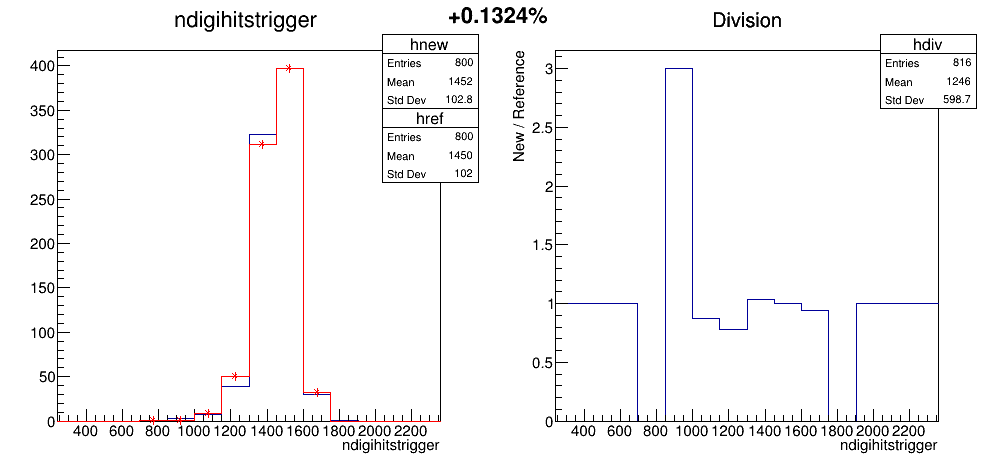 +0.1324%
ndigihitstrigger
hnew
Entries 800
Mean 1452
Std Dev 102.8
href
Entries 800
Mean 1450
Std Dev 102
400
350
300
250
200
150
100
50
0
400 600 800 1000 1200 1400 1600 1800 2000 2200
ndigihitstrigger
Division
hdiv
Entries 816
Mean 1246
Std Dev 598.7
New / Reference
3
2.5
2
1.5
1
0.5
0
400 600 800 1000 1200 1400 1600 1800 2000 2200
ndigihitstrigger